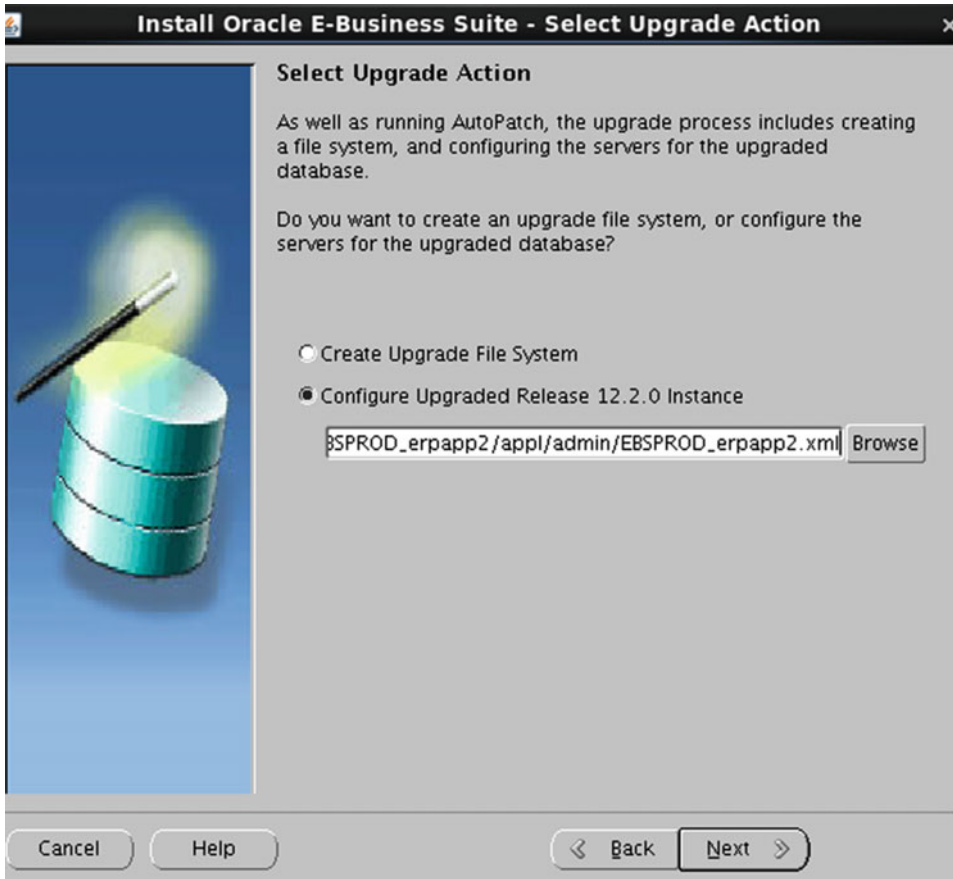 Install Oracle E-Business Suite - Select Upgrade Action
Select Upgrade Action
As well as running AutoPatch, the upgrade process includes creating
a file system, and configuring the servers for the upgraded
database.
Do you want to create an upgrade file system, or configure the
servers for the upgraded database?
Create Upgrade File System
Configure Upgraded Release 12.2.0 Instance
BSPROD_erpapp2/appl/admin/EBSPROD_erpapp2.xml Browse
Cancel Help Back Next